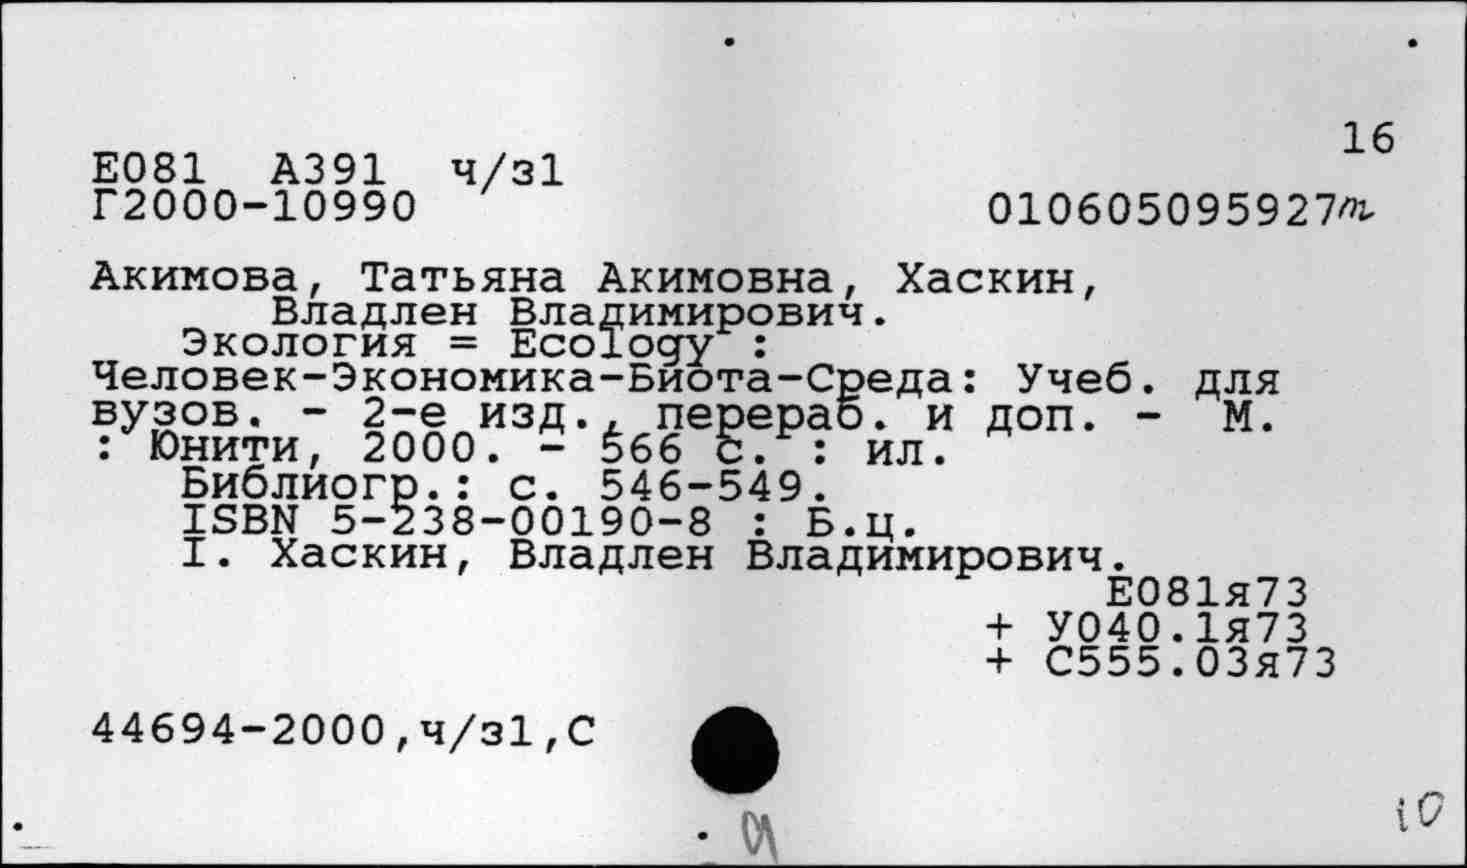 16
Е081 А391 ч/з1
Г2000-10990 010605095927
Акимова, Татьяна Акимовна, Хаскин,
Владлен Владимирович.
Экология = Ecology :
Человек-Экономика-Биота-Среда: Учеб. для
вузов. - 2-е изд., перераб. и доп. - М.
: Юнити, 2000. - 566 с. : ил.
Библиогр.: с. 546-549.
ISBN 5-238-00190-8 : Б.ц.
I. Хаскин, Владлен Владимирович.
Е081я73
+ У040.1я73
+ С555.03я73
44694-2000,ч/з1,С
10